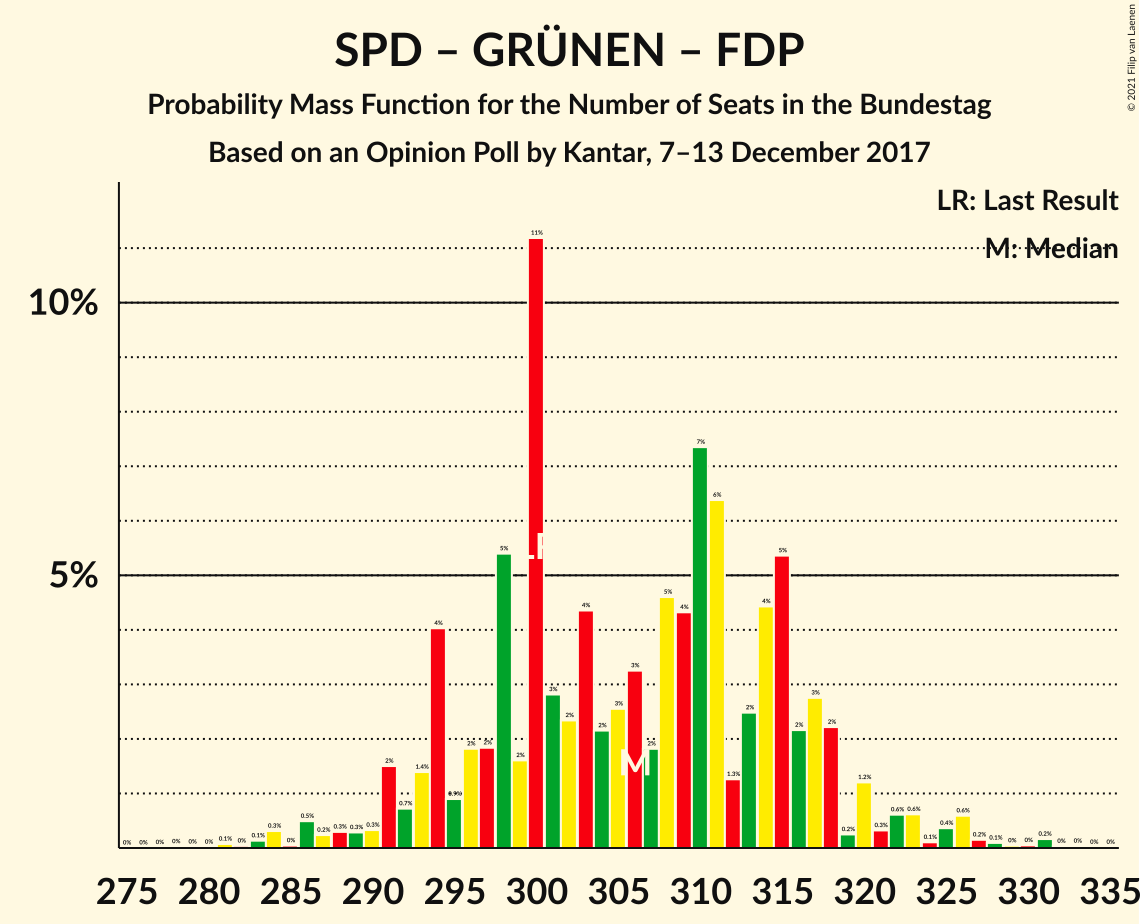 SPD – GRÜNEN – FDP
Probability Mass Function for the Number of Seats in the Bundestag
Based on an Opinion Poll by Kantar, 7–13 December 2017
© 2021 Filip van Laenen
LR: Last Result
M: Median
10%
5%
0% 0% 0% 0% 0% 0% 0.1% 0% 0.1% 0.3% 0% 0.5% 0.2% 0.3% 0.3% 0.3% 2% 0.7% 1.4% 4% 0.9% 2% 2% 5% 2% 11% 3% 2% 4% 2% 3% 3% 2% 5% 4% 7% 6% 1.3% 2% 4% 5% 2% 3% 2% 0.2% 1.2% 0.3% 0.6% 0.6% 0.1% 0.4% 0.6% 0.2% 0.1% 0% 0% 0.2% 0% 0% 0% 0%
LR
M
275 280 285 290 295 300 305 310 315 320 325 330 335